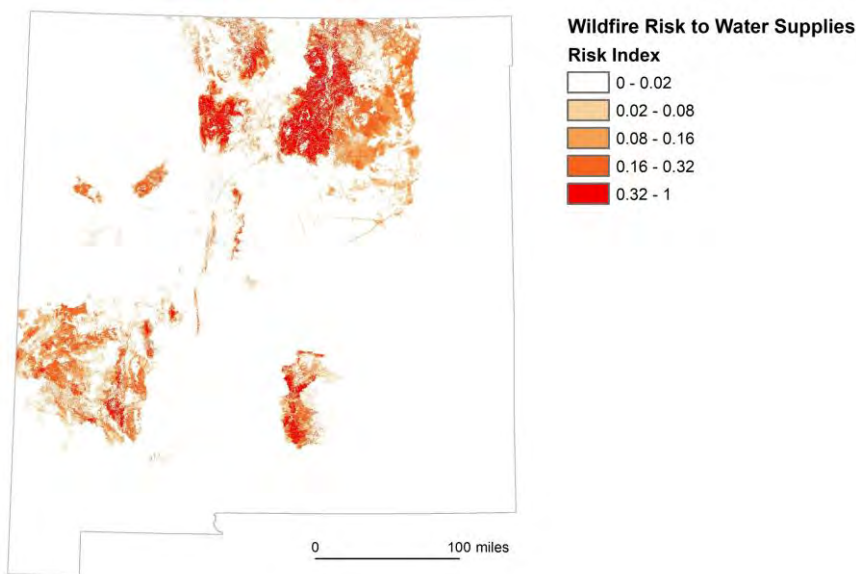 Wildfire Risk to Water Supplies
Risk Index
0 - 0.02
0.02 - 0.08
0.08 - 0.16
0.16 - 0.32
0.32 - 1
0 100 miles